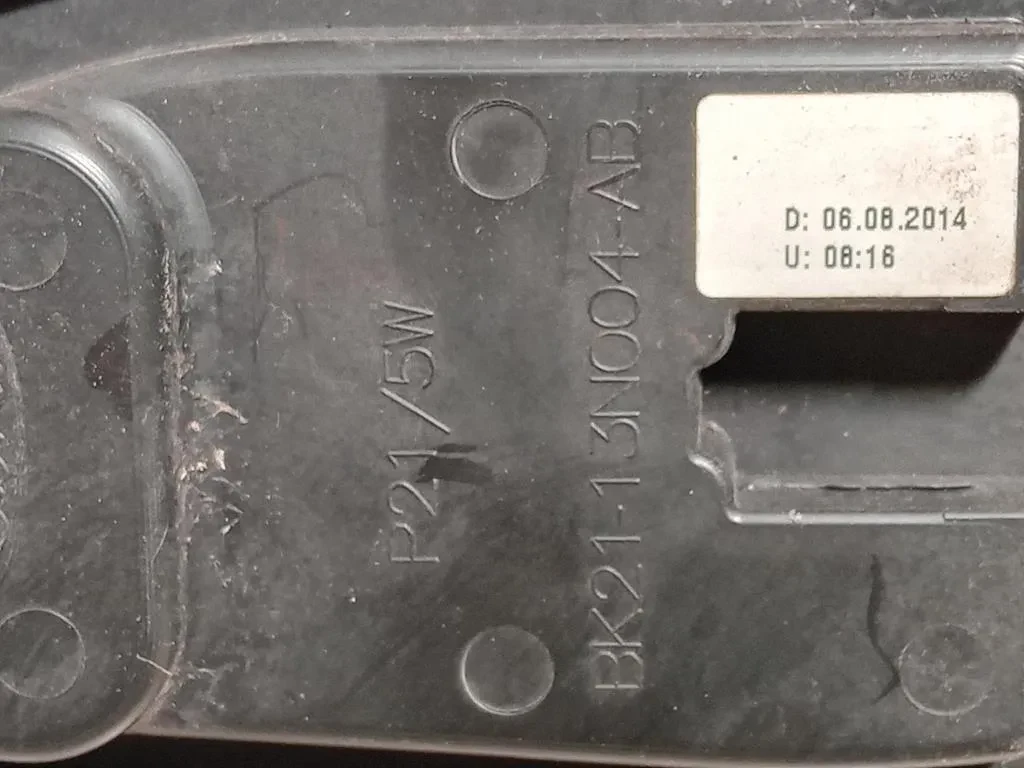 D: 06.08.2014
U: 08:16
P21/5W
BK21-13N004-AB